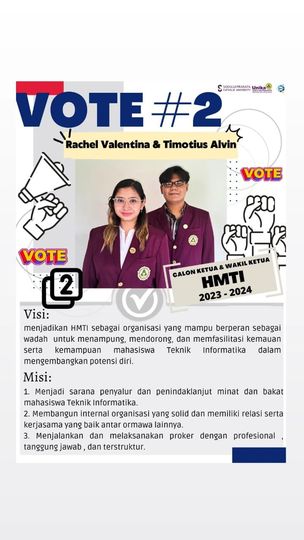 SOEGIJAPRANATA
CATHOLIC UNIVERSITY
Unika
VOTE #2
Rachel Valentina & Timotius Alvin
VOTE
VOTE
2
CALON KETUA & WAKIL KETUA
HMTI
2023 - 2024
Visi:
menjadikan HMTI sebagai organisasi yang mampu berperan sebagai
wadah untuk menampung, mendorong, dan memfasilitasi kemauan
serta kemampuan mahasiswa Teknik Informatika dalam
mengembangkan potensi diri.
Misi:
1. Menjadi sarana penyalur dan penindaklanjut minat dan bakat
mahasiswa Teknik Informatika.
2. Membangun internal organisasi yang solid dan memiliki relasi serta
kerjasama yang baik antar ormawa lainnya.
3. Menjalankan dan melaksanakan proker dengan profesional ,
tanggung jawab , dan terstruktur.